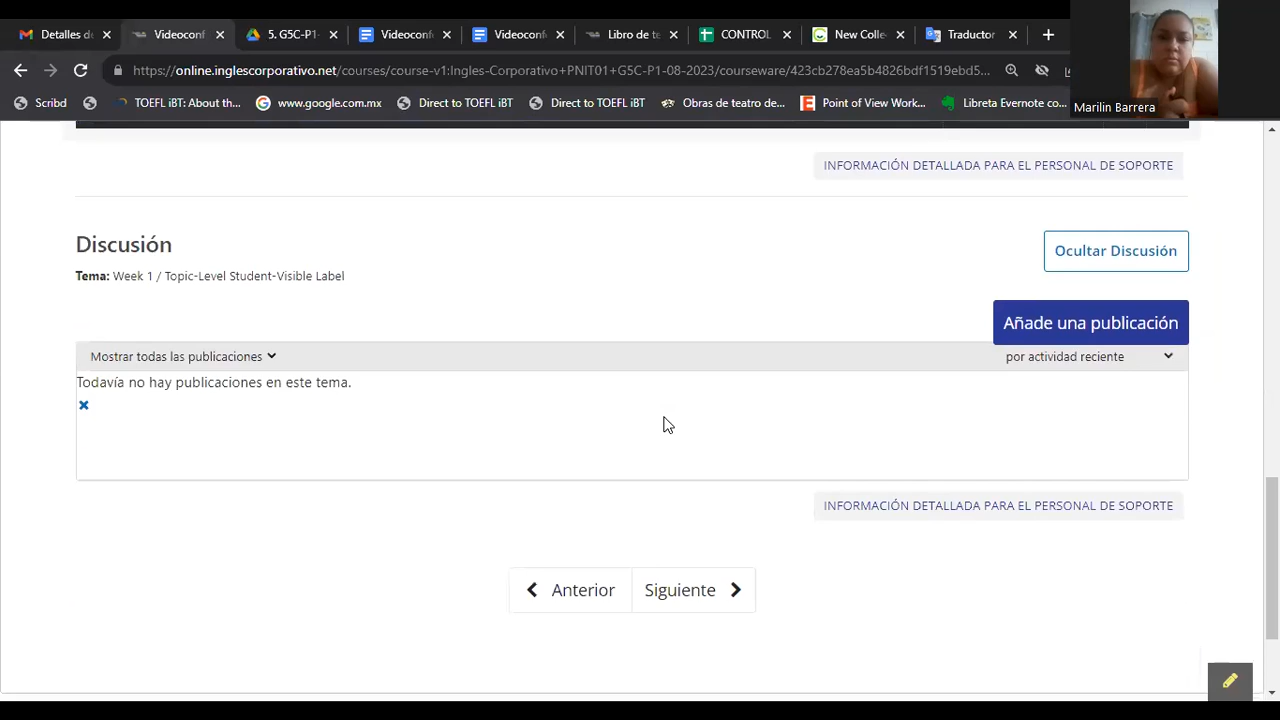 Detalles d
Videoconf
5. G5C-P1-
Videoconf
Videoconf
Libro de te
CONTROL
New Colle
Traductor
https://online.inglescorporativo.net/courses/course-v1:Ingles-Corporativo+PNIT01+G5C-P1-08-2023/courseware/423cb278ea5b4826bdf1519ebd5...
Scribd
TOEFL iBT: About th...
www.google.com.mx
Direct to TOEFL iBT
Direct to TOEFL iBT
Obras de teatro de...
Point of View Work...
Libreta Evernote co...
Marilin Barrera
INFORMACIÓN DETALLADA PARA EL PERSONAL DE SOPORTE
Discusión
Ocultar Discusión
Tema: Week 1 / Topic-Level Student-Visible Label
Añade una publicación
Mostrar todas las publicaciones
por actividad reciente
Todavía no hay publicaciones en este tema.
INFORMACIÓN DETALLADA PARA EL PERSONAL DE SOPORTE
Anterior
Siguiente